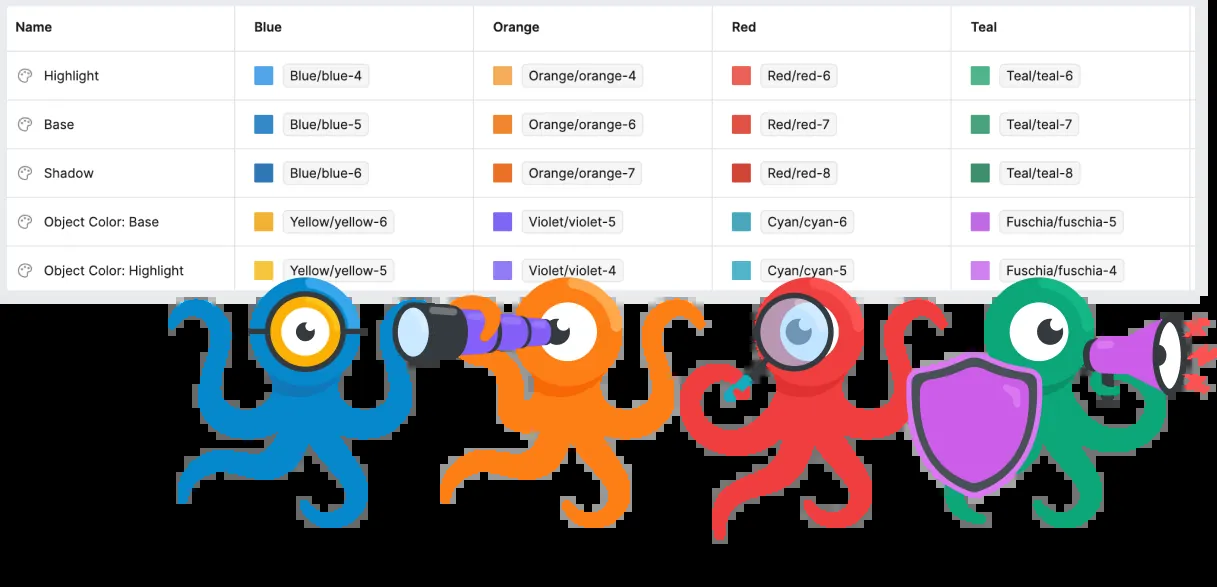 Name Blue Orange Red Teal
Highlight Blue/blue-4 Orange/orange-4 Red/red-6 Teal/teal-6
Base Blue/blue-5 Orange/orange-6 Red/red-7 Teal/teal-7
Shadow Blue/blue-6 Orange/orange-7 Red/red-8 Teal/teal-8
Object Color: Base Yellow/yellow-6 Violet/violet-5 Cyan/cyan-6 Fuschia/fuschia-5
Object Color: Highlight Yellow/yellow-5 Violet/violet-4 Cyan/cyan-5 Fuschia/fuschia-4